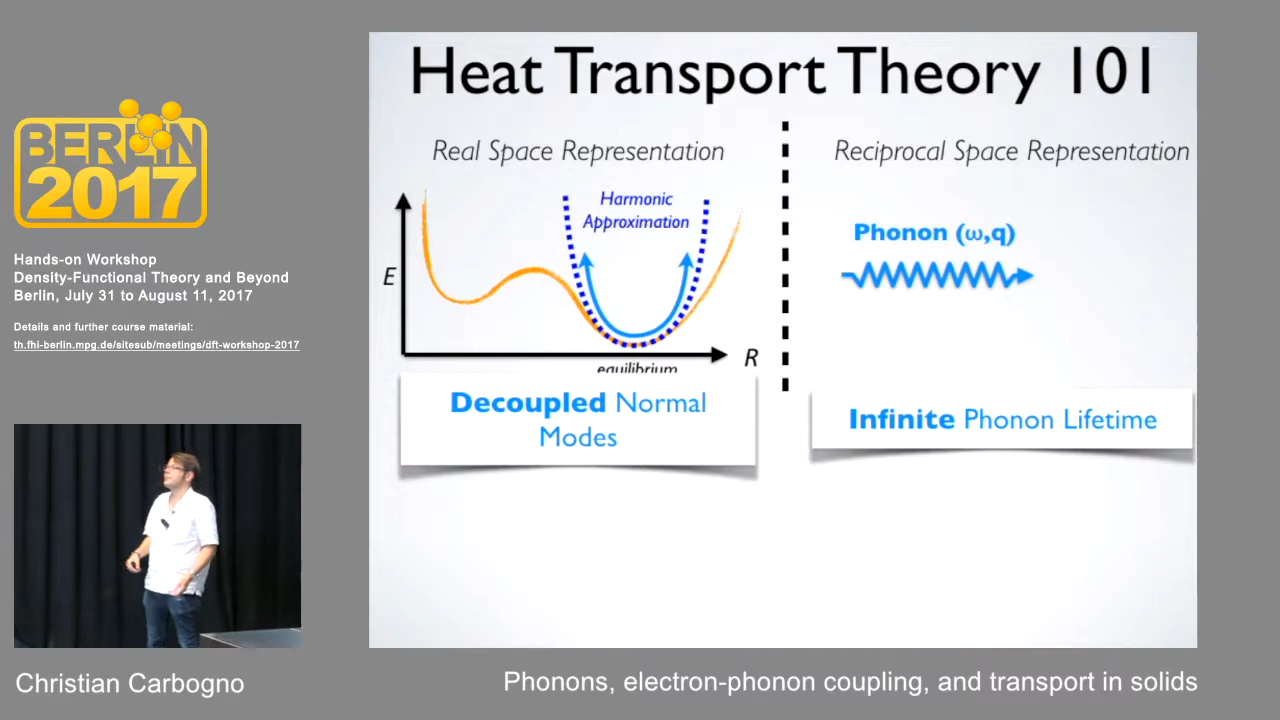 BERLIN
2017
Hands-on Workshop
Density-Functional Theory and Beyond
Berlin, July 31 to August 11, 2017
Details and further course material:
th.fhi-berlin.mpg.de/sitesub/meetings/dft-workshop-2017
Christian Carbogno
Heat Transport Theory 101
Real Space Representation
Harmonic
Approximation
E
R
equilibrium
Decoupled Normal
Modes
Reciprocal Space Representation
Phonon (ω,q)
Infinite Phonon Lifetime
Phonons, electron-phonon coupling, and transport in solids